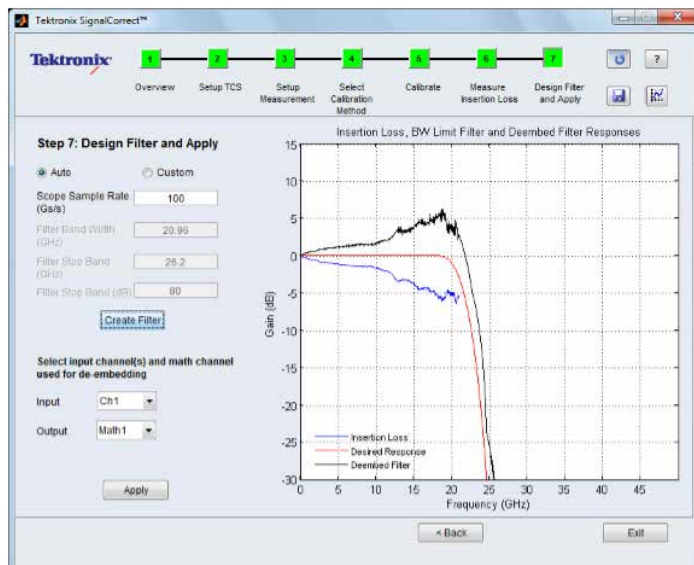 Tektronix SignalCorrect™
Tektronix
1 2 3 4 5 6 7
?
Overview
Setup TCS
Setup Measurement
Select Calibration Method
Calibrate
Measure Insertion Loss
Design Filter and Apply
Step 7: Design Filter and Apply
Auto
Custom
Scope Sample Rate (Gs/s)
100
Filter Band Width (GHz)
20.96
Filter Stop Band (GHz)
26.2
Filter Stop Band (dB)
80
Create Filter
Select input channel(s) and math channel
used for de-embedding
Input
Ch1
Output
Math1
Apply
Insertion Loss, BW Limit Filter and Deembed Filter Responses
Gain (dB)
15
10
5
0
-5
-10
-15
-20
-25
-30
Insertion Loss
Desired Response
Deembed Filter
0 5 10 15 20 25 30 35 40 45
Frequency (GHz)
< Back
Exit